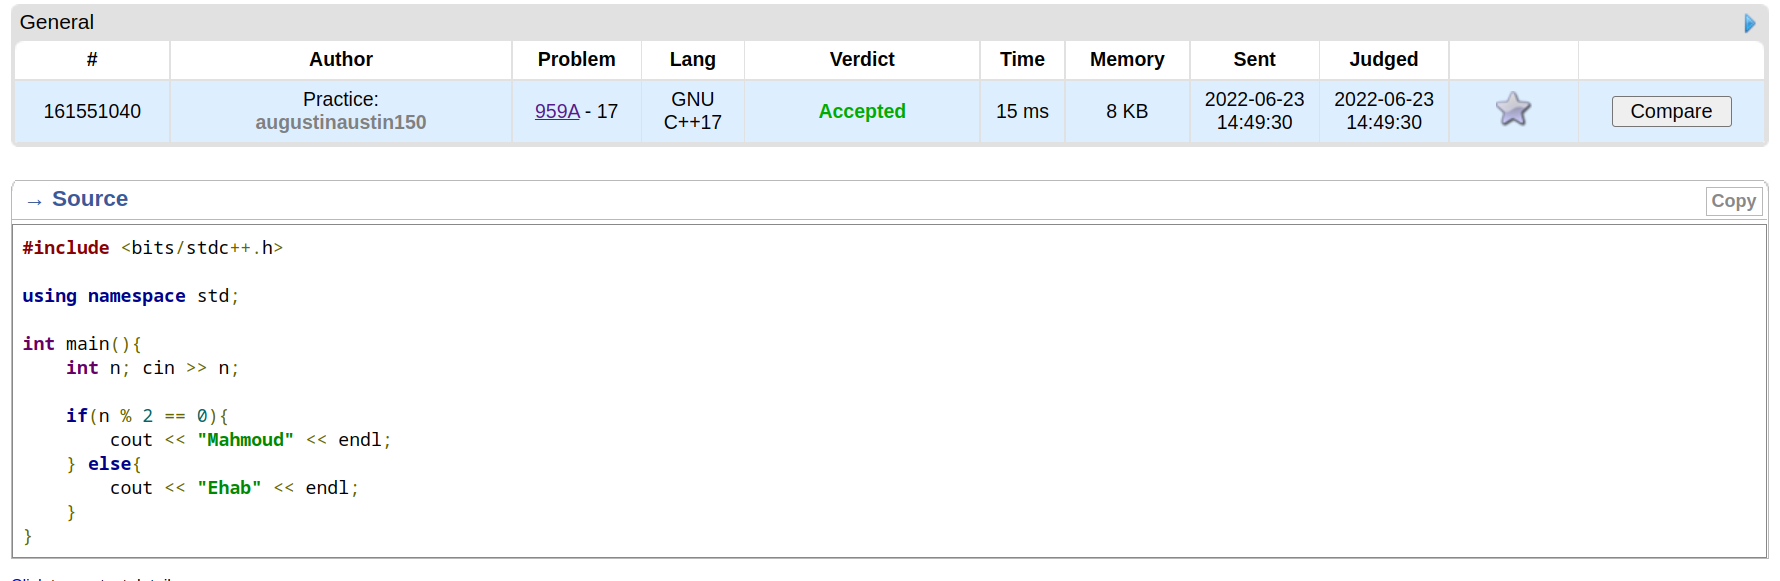 General
# Author Problem Lang Verdict Time Memory Sent Judged
161551040 Practice: augustinaustin150 959A - 17 GNU C++17 Accepted 15 ms 8 KB 2022-06-23 14:49:30 2022-06-23 14:49:30 Compare
→ Source
Copy
#include <bits/stdc++.h>
using namespace std;
int main(){
    int n; cin >> n;
    if(n % 2 == 0){
        cout << "Mahmoud" << endl;
    } else{
        cout << "Ehab" << endl;
    }
}